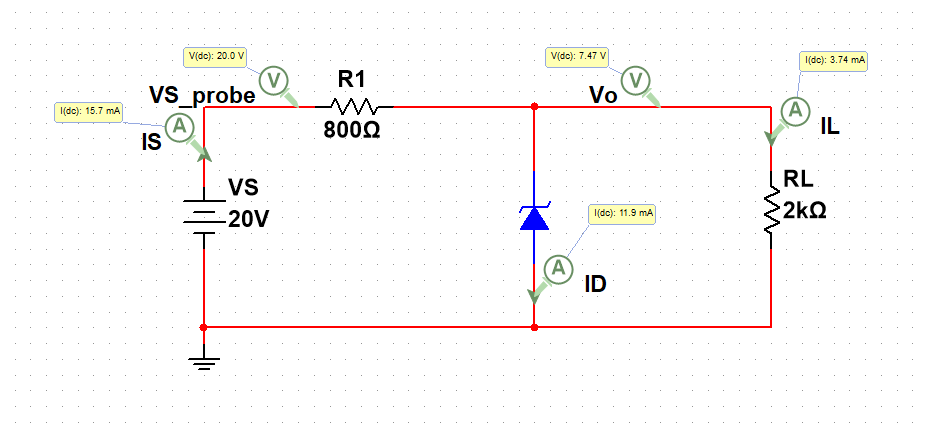 V(dc): 20.0 V
V
R1
V(dc): 7.47 V
V
I(dc): 3.74 mA
VS_probe
Vo
A
I(dc): 15.7 mA
A
IS
800Ω
IL
VS
20V
RL
2kΩ
I(dc): 11.9 mA
A
ID